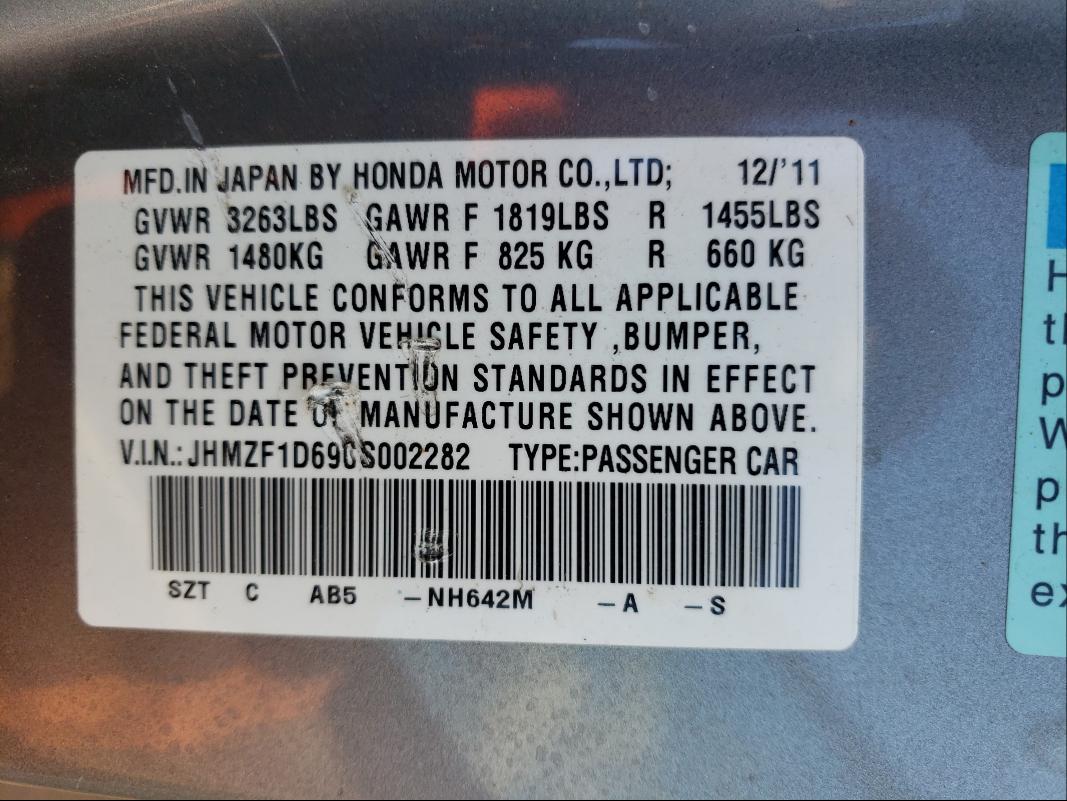 MFD.IN JAPAN BY HONDA MOTOR CO.,LTD; 12/'11
GVWR 3263LBS GAWR F 1819LBS R 1455LBS
GVWR 1480KG GAWR F 825 KG R 660 KG
THIS VEHICLE CONFORMS TO ALL APPLICABLE
FEDERAL MOTOR VEHICLE SAFETY ,BUMPER,
AND THEFT PREVENTION STANDARDS IN EFFECT
ON THE DATE OF MANUFACTURE SHOWN ABOVE.
V.I.N.:JHMZF1D69CS002282 TYPE:PASSENGER CAR
SZT C AB5 -NH642M -A -S